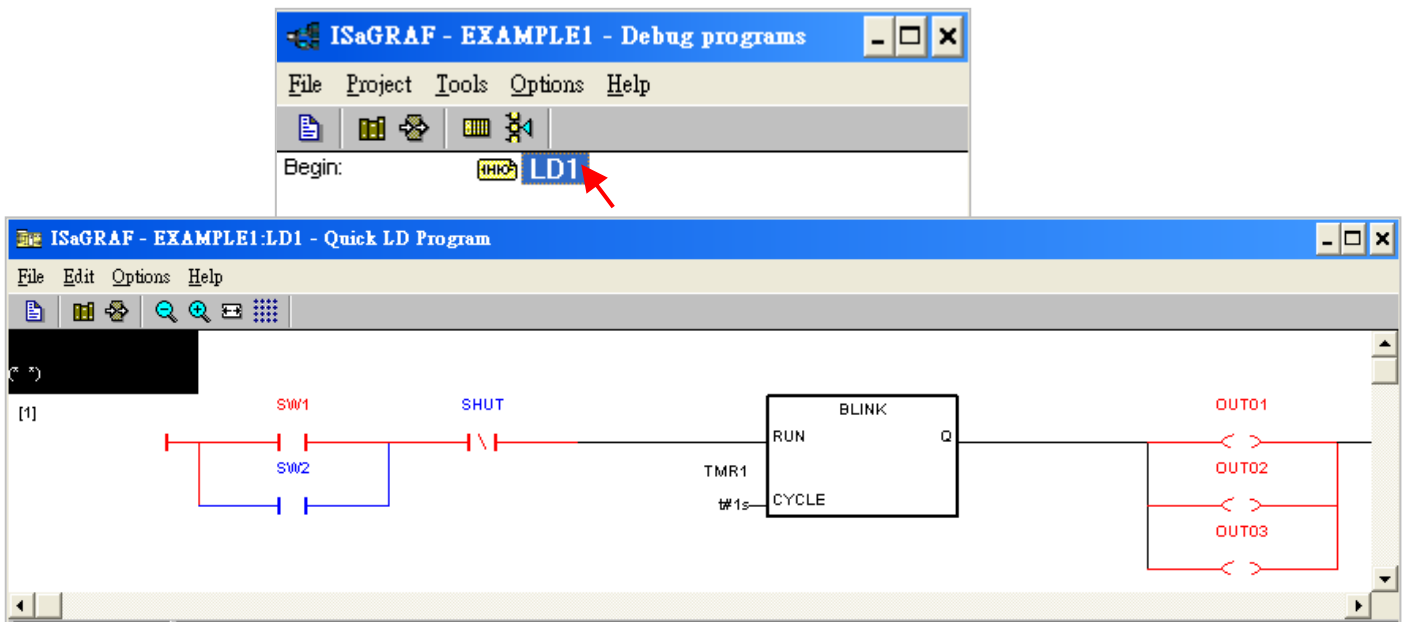 ISaGRAF - EXAMPLE1 - Debug programs
File Project Tools Options Help
Begin: LD1
ISaGRAF - EXAMPLE1:LD1 - Quick LD Program
File Edit Options Help
(* *)
[1] SW1 SHUT BLINK OUT01
RUN Q
SW2 TMR1 OUT02
t#1s CYCLE
OUT03